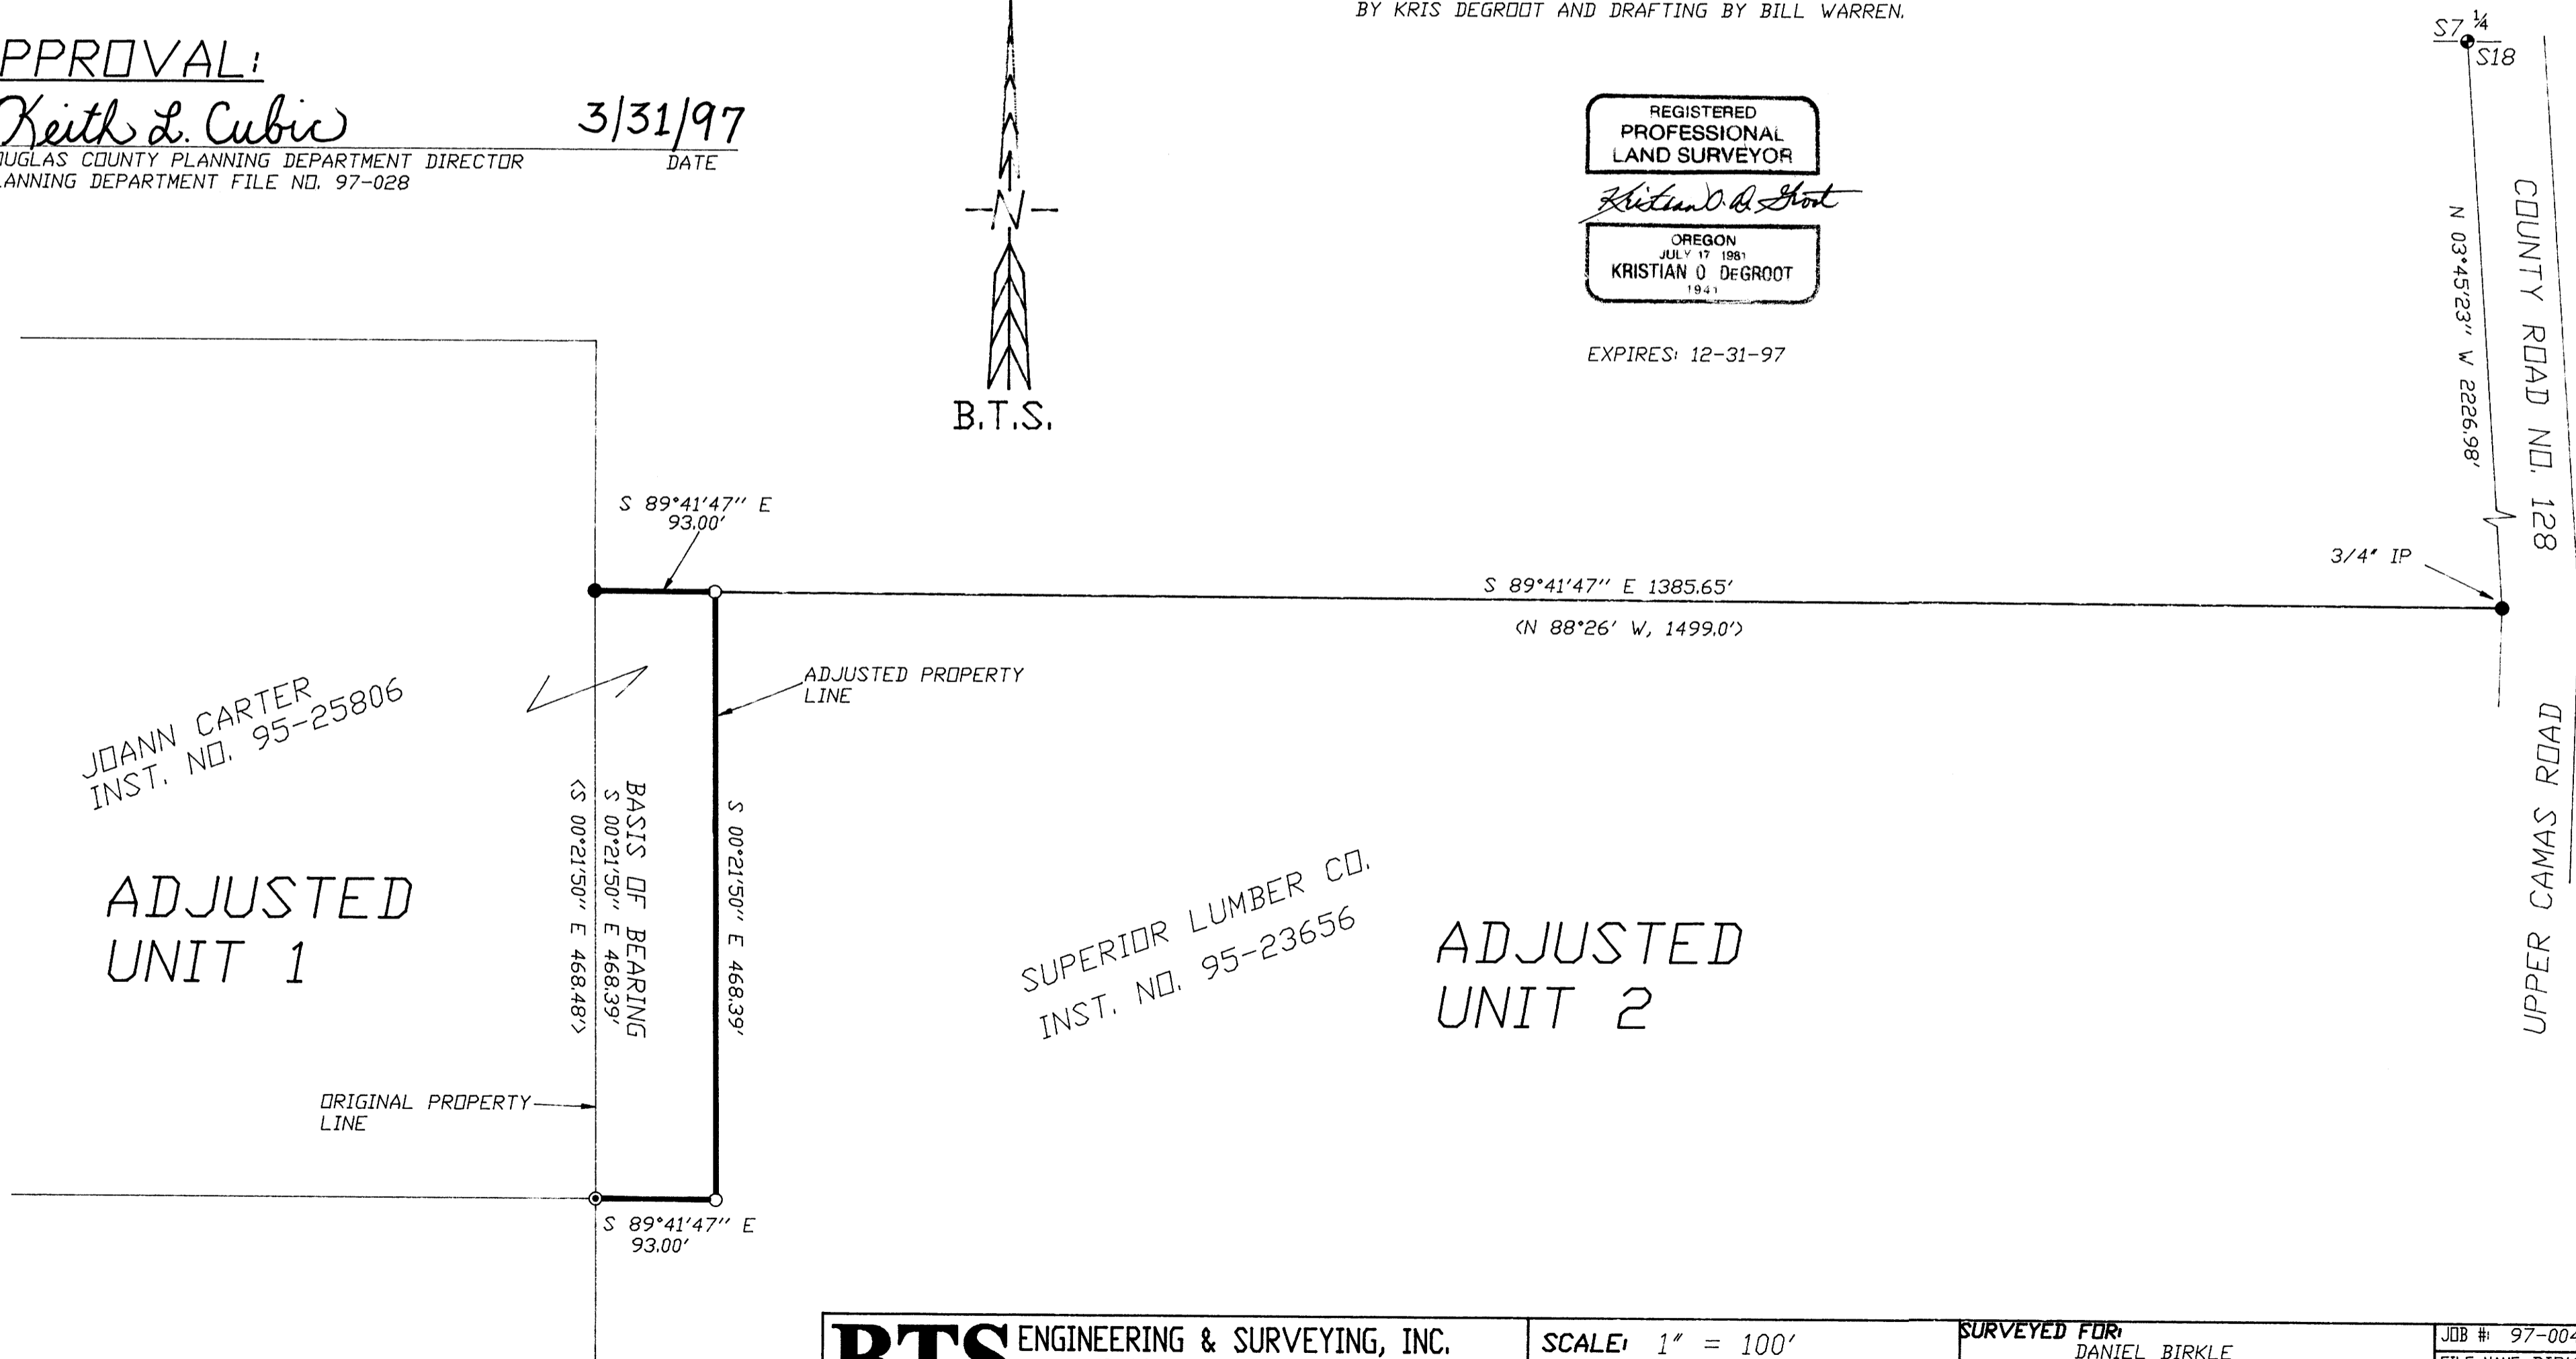 BY KRIS DEGROOT AND DRAFTING BY BILL WARREN.
PPROVAL:
Keith L. Cubic 3/31/97
OUGLAS COUNTY PLANNING DEPARTMENT DIRECTOR DATE
LANNING DEPARTMENT FILE NO. 97-028
N
B.T.S.
REGISTERED
PROFESSIONAL
LAND SURVEYOR
OREGON
JULY 17 1981
KRISTIAN O DEGROOT
1941
EXPIRES: 12-31-97
S7 1/4
S18
N 03°45'23" W 2226.98'
COUNTY ROAD NO. 128
S 89°41'47" E
93.00'
3/4" IP
S 89°41'47" E 1385.65'
(N 88°26' W, 1499.0')
ADJUSTED PROPERTY
LINE
JOANN CARTER
INST. NO. 95-25806
BASIS OF BEARING
S 00°21'50" E 468.39'
(S 00°21'50" E 468.48')
S 00°21'50" E 468.39'
ADJUSTED
UNIT 1
SUPERIOR LUMBER CO.
INST. NO. 95-23656
ADJUSTED
UNIT 2
UPPER CAMAS ROAD
ORIGINAL PROPERTY
LINE
S 89°41'47" E
93.00'
BTS ENGINEERING & SURVEYING, INC.
SCALE: 1" = 100'
SURVEYED FOR:
DANIEL BIRKLE
JOB #: 97-004